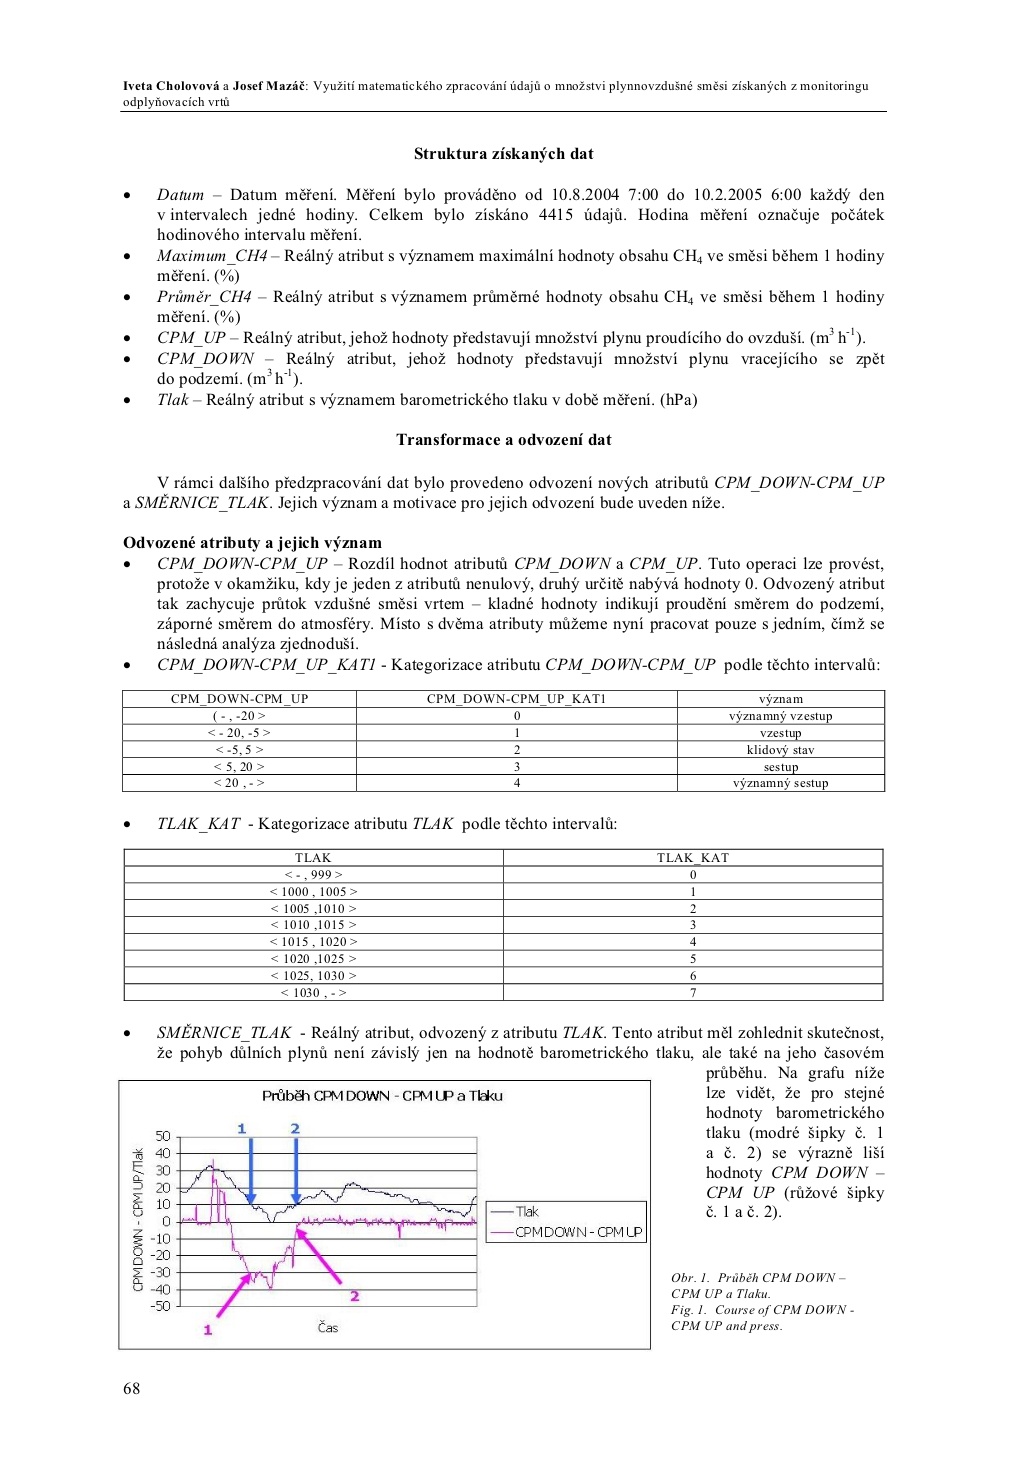 Iveta Cholovová a Josef Mazáč: Využití matematického zpracování údajů o množstvi plynnovzdušné směsi získaných z monitoringu
odplyňovacích vrtů
Struktura získaných dat
• Datum – Datum měření. Měření bylo prováděno od 10.8.2004 7:00 do 10.2.2005 6:00 každý den
v intervalech jedné hodiny. Celkem bylo získáno 4415 údajů. Hodina měření označuje počátek
hodinového intervalu měření.
• Maximum_CH4 – Reálný atribut s významem maximální hodnoty obsahu CH4 ve směsi během 1 hodiny
měření. (%)
• Průměr_CH4 – Reálný atribut s významem průměrné hodnoty obsahu CH4 ve směsi během 1 hodiny
měření. (%)
• CPM_UP – Reálný atribut, jehož hodnoty představují množství plynu proudícího do ovzduší. (m3 h-1).
• CPM_DOWN – Reálný atribut, jehož hodnoty představují množství plynu vracejícího se zpět
do podzemí. (m3 h-1).
• Tlak – Reálný atribut s významem barometrického tlaku v době měření. (hPa)
Transformace a odvození dat
V rámci dalšího předzpracování dat bylo provedeno odvození nových atributů CPM_DOWN-CPM_UP
a SMĚRNICE_TLAK. Jejich význam a motivace pro jejich odvození bude uveden níže.
Odvozené atributy a jejich význam
• CPM_DOWN-CPM_UP – Rozdíl hodnot atributů CPM_DOWN a CPM_UP. Tuto operaci lze provést,
protože v okamžiku, kdy je jeden z atributů nenulový, druhý určitě nabývá hodnoty 0. Odvozený atribut
tak zachycuje průtok vzdušné směsi vrtem – kladné hodnoty indikují proudění směrem do podzemí,
záporné směrem do atmosféry. Místo s dvěma atributy můžeme nyní pracovat pouze s jedním, čímž se
následná analýza zjednoduší.
• CPM_DOWN-CPM_UP_KAT1 - Kategorizace atributu CPM_DOWN-CPM_UP podle těchto intervalů:
CPM_DOWN-CPM_UP CPM_DOWN-CPM_UP_KAT1 význam
( - , -20 > 0 významný vzestup
< - 20, -5 > 1 vzestup
< -5, 5 > 2 klidový stav
< 5, 20 > 3 sestup
< 20 , - > 4 významný sestup
• TLAK_KAT - Kategorizace atributu TLAK podle těchto intervalů:
TLAK TLAK_KAT
< - , 999 > 0
< 1000 , 1005 > 1
< 1005 ,1010 > 2
< 1010 ,1015 > 3
< 1015 , 1020 > 4
< 1020 ,1025 > 5
< 1025, 1030 > 6
< 1030 , - > 7
• SMĚRNICE_TLAK - Reálný atribut, odvozený z atributu TLAK. Tento atribut měl zohlednit skutečnost,
že pohyb důlních plynů není závislý jen na hodnotě barometrického tlaku, ale také na jeho časovém
průběhu. Na grafu níže
lze vidět, že pro stejné
hodnoty barometrického
tlaku (modré šipky č. 1
a č. 2) se výrazně liší
hodnoty CPM DOWN –
CPM UP (růžové šipky
č. 1 a č. 2).
Průběh CPM DOWN - CPM UP a Tlaku
CPM DOWN - CPM UP/Tlak
50
40
30
20
10
0
-10
-20
-30
-40
-50
1 2
1
2
Čas
Tlak
CPM DOWN - CPM UP
Obr. 1. Průběh CPM DOWN –
CPM UP a Tlaku.
Fig. 1. Course of CPM DOWN -
CPM UP and press.
68